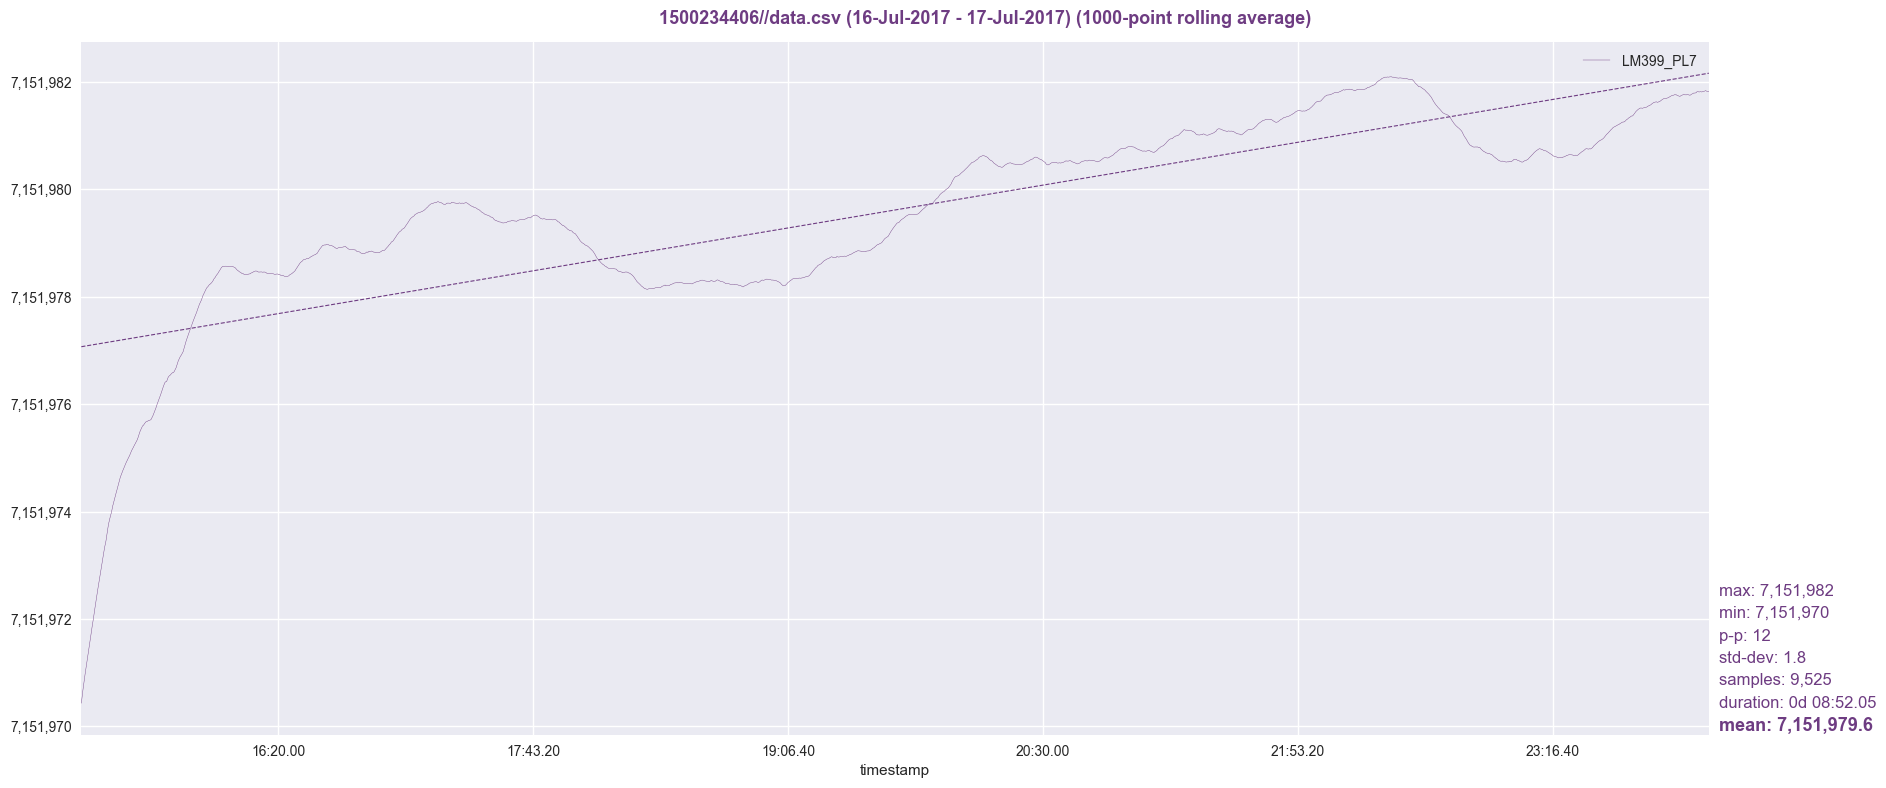 1500234406//data.csv (16-Jul-2017 - 17-Jul-2017) (1000-point rolling average)
LM399_PL7
7,151,982
7,151,980
7,151,978
7,151,976
7,151,974
7,151,972
7,151,970
max: 7,151,982
min: 7,151,970
p-p: 12
std-dev: 1.8
samples: 9,525
duration: 0d 08:52.05
mean: 7,151,979.6
16:20.00 17:43.20 19:06.40 20:30.00 21:53.20 23:16.40
timestamp